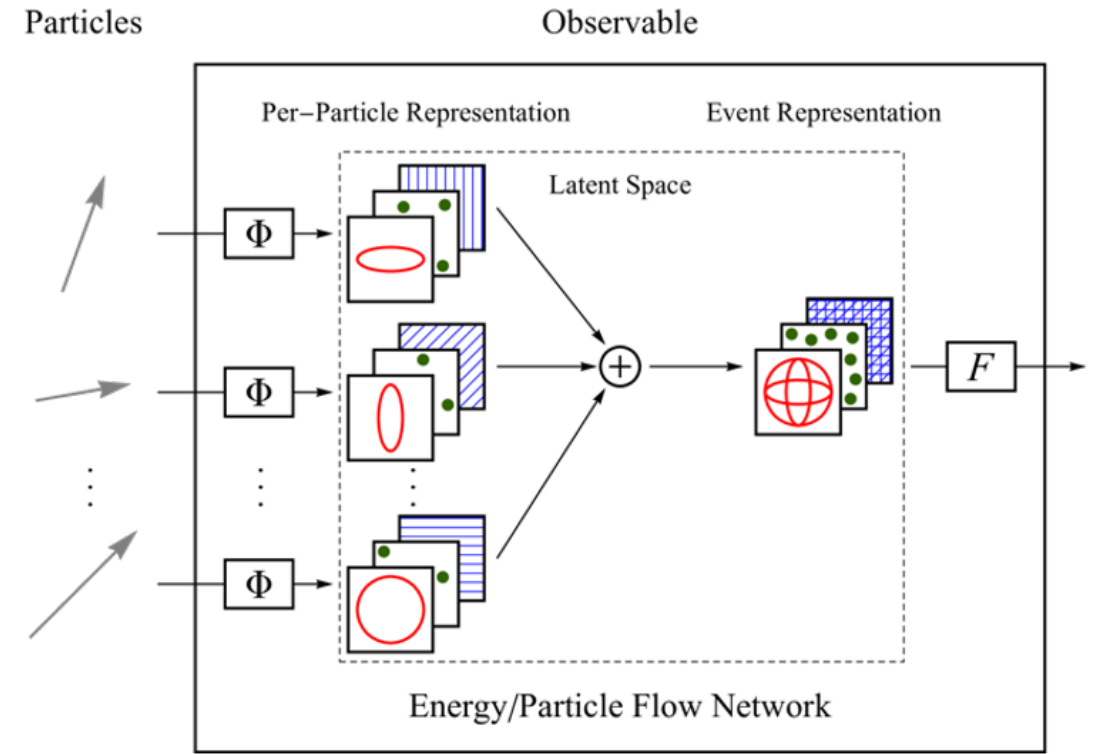 Particles
Observable
Per−Particle Representation
Event Representation
Latent Space
Φ
Φ
Φ
+
F
Energy/Particle Flow Network